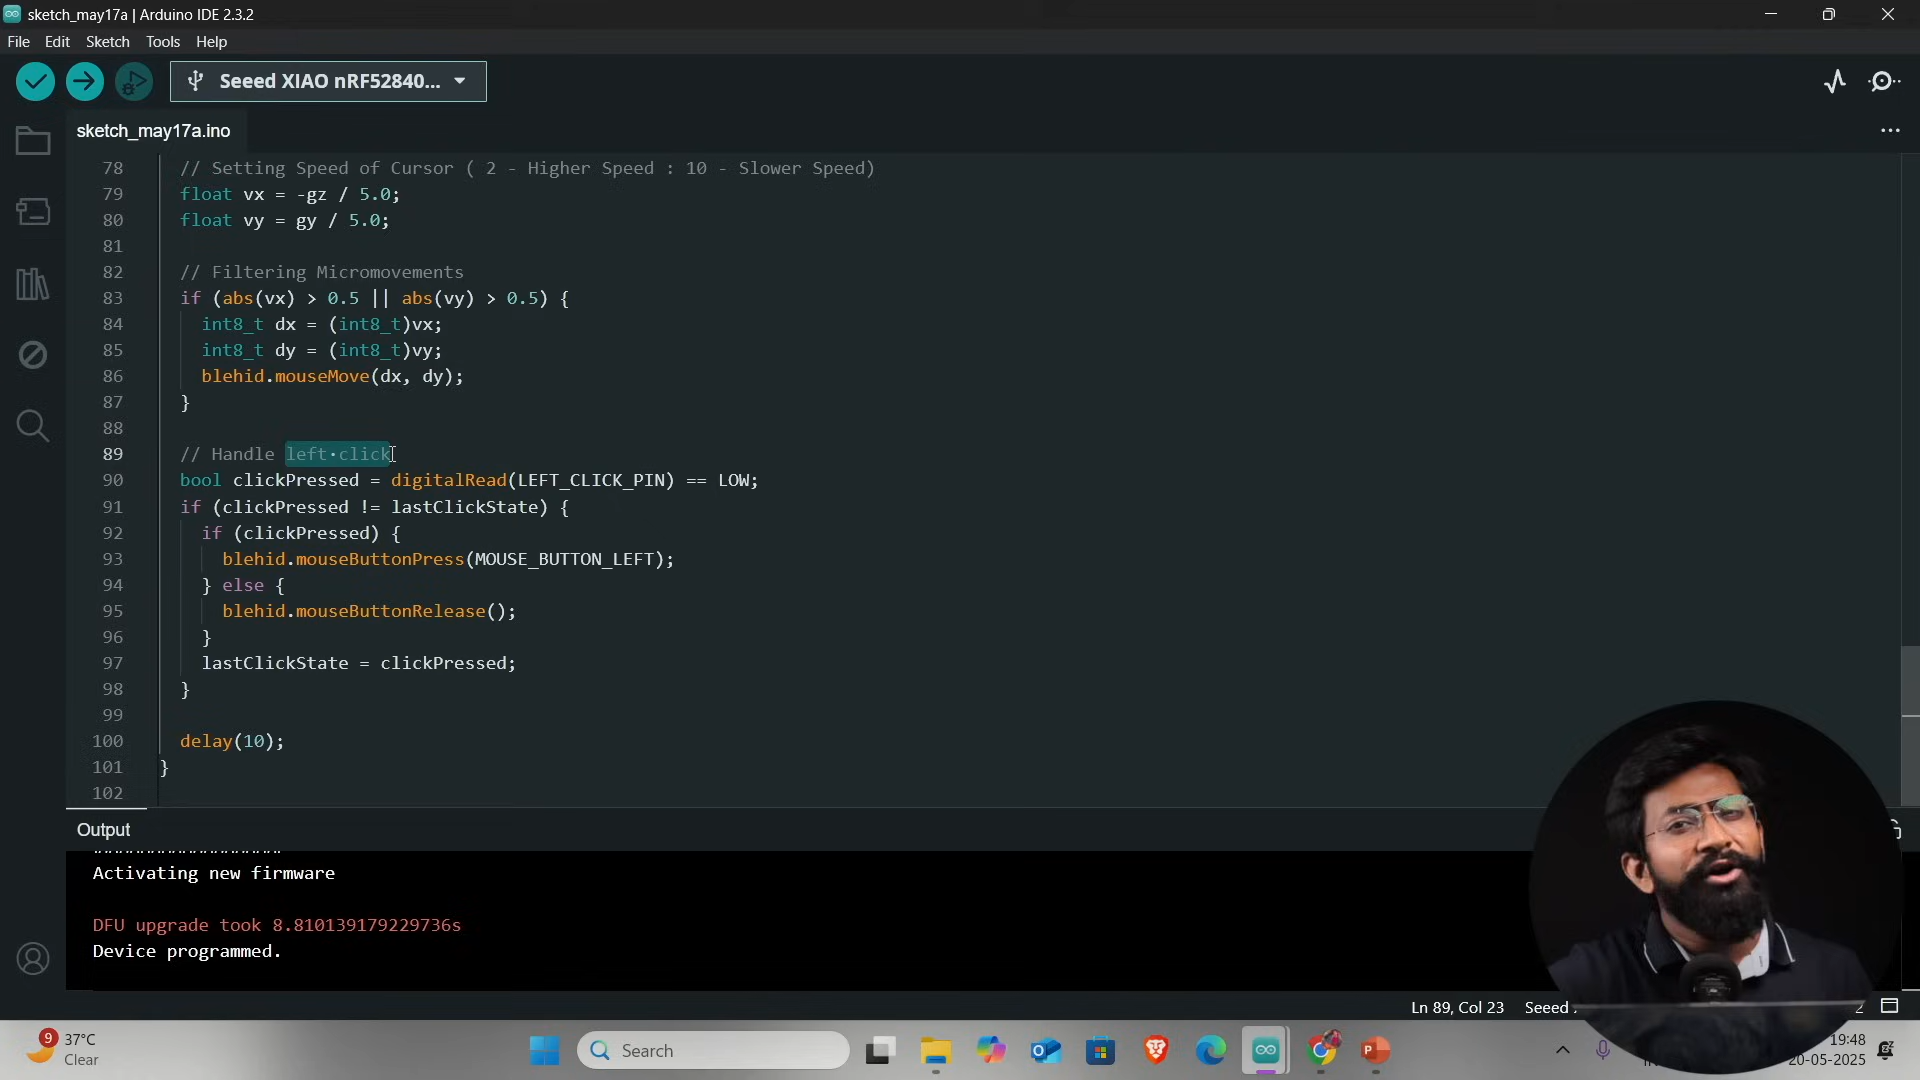 sketch_may17a | Arduino IDE 2.3.2
File Edit Sketch Tools Help
Seeed XIAO nRF52840...
sketch_may17a.ino
78 // Setting Speed of Cursor ( 2 - Higher Speed : 10 - Slower Speed)
79 float vx = -gz / 5.0;
80 float vy = gy / 5.0;
81
82 // Filtering Micromovements
83 if (abs(vx) > 0.5 || abs(vy) > 0.5) {
84 int8_t dx = (int8_t)vx;
85 int8_t dy = (int8_t)vy;
86 blehid.mouseMove(dx, dy);
87 }
88
89 // Handle left·click
90 bool clickPressed = digitalRead(LEFT_CLICK_PIN) == LOW;
91 if (clickPressed != lastClickState) {
92 if (clickPressed) {
93 blehid.mouseButtonPress(MOUSE_BUTTON_LEFT);
94 } else {
95 blehid.mouseButtonRelease();
96 }
97 lastClickState = clickPressed;
98 }
99
100 delay(10);
101 }
102
Output
Activating new firmware
DFU upgrade took 8.810139179229736s
Device programmed.
Ln 89, Col 23 Seeed 2
9 37°C
Clear
Search
19:48
20-05-2025